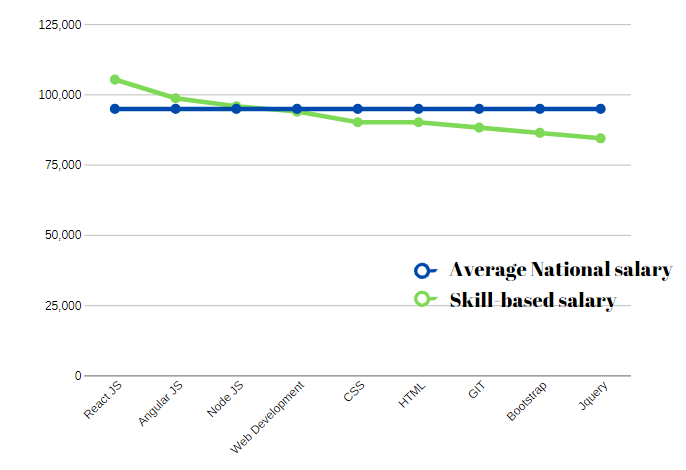 125,000
100,000
75,000
50,000
25,000
0
Average National salary
Skill-based salary
React JS
Angular JS
Node JS
Web Development
CSS
HTML
GIT
Bootstrap
Jquery